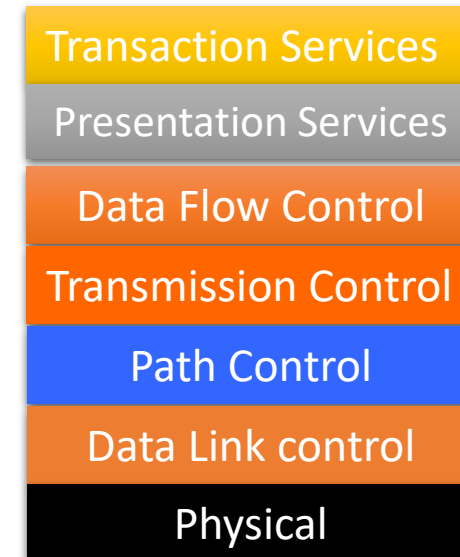 Transaction Services
Presentation Services
Data Flow Control
Transmission Control
Path Control
Data Link control
Physical